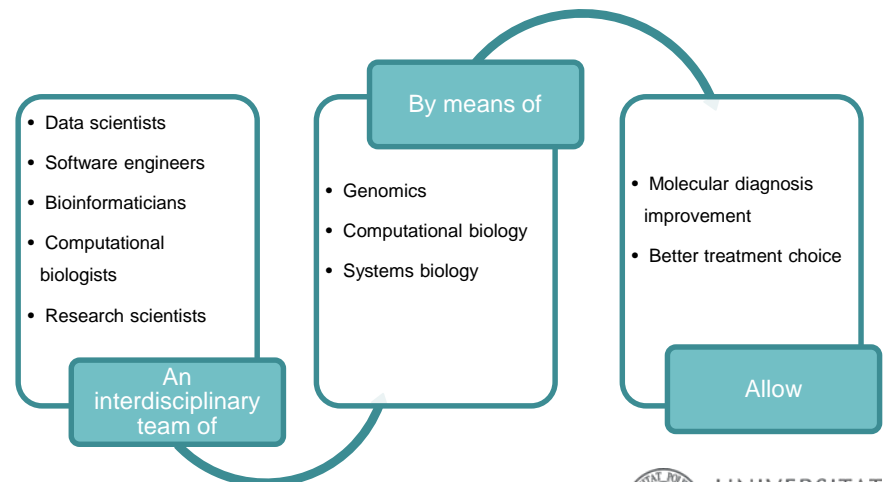 • Data scientists
• Software engineers
• Bioinformaticians
• Computational
biologists
• Research scientists
An
interdisciplinary
team of
By means of
• Genomics
• Computational biology
• Systems biology
• Molecular diagnosis
improvement
• Better treatment choice
Allow